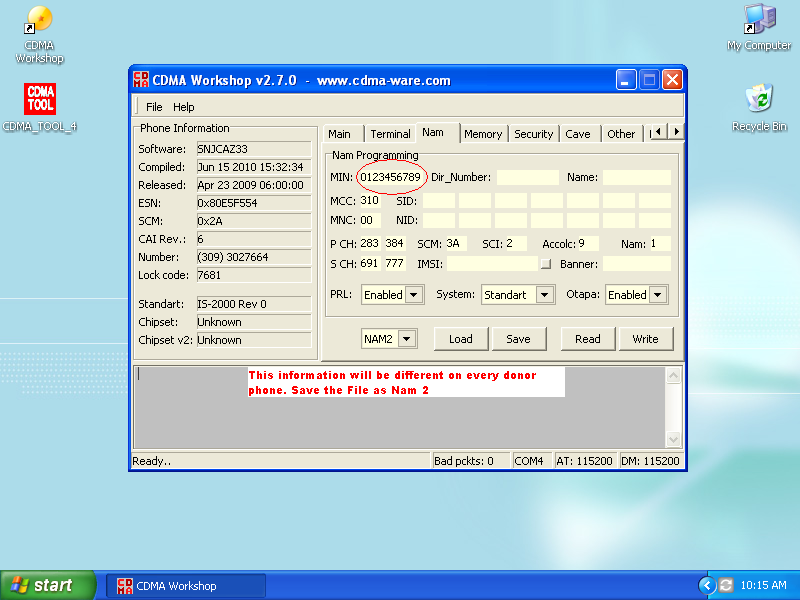 CDMA
Workshop
CDMA
TOOL
CDMA_TOOL_4
My Computer
Recycle Bin
CDMA Workshop v2.7.0 - www.cdma-ware.com
File Help
Phone Information
Software: SNJCAZ33
Compiled: Jun 15 2010 15:32:34
Released: Apr 23 2009 06:00:00
ESN: 0x80E5F554
SCM: 0x2A
CAI Rev.: 6
Number: (309) 3027664
Lock code: 7681
Standart: IS-2000 Rev 0
Chipset: Unknown
Chipset v2: Unknown
Main Terminal Nam Memory Security Cave Other
Nam Programming
MIN: 0123456789 Dir_Number: Name:
MCC: 310 SID:
MNC: 00 NID:
P CH: 283 384 SCM: 3A SCI: 2 Accolc: 9 Nam: 1
S CH: 691 777 IMSI: Banner:
PRL: Enabled System: Standart Otapa: Enabled
NAM2 Load Save Read Write
This information will be different on every donor
phone. Save the File as Nam 2
Ready.. Bad pckts: 0 COM4 AT: 115200 DM: 115200
start CDMA Workshop 10:15 AM